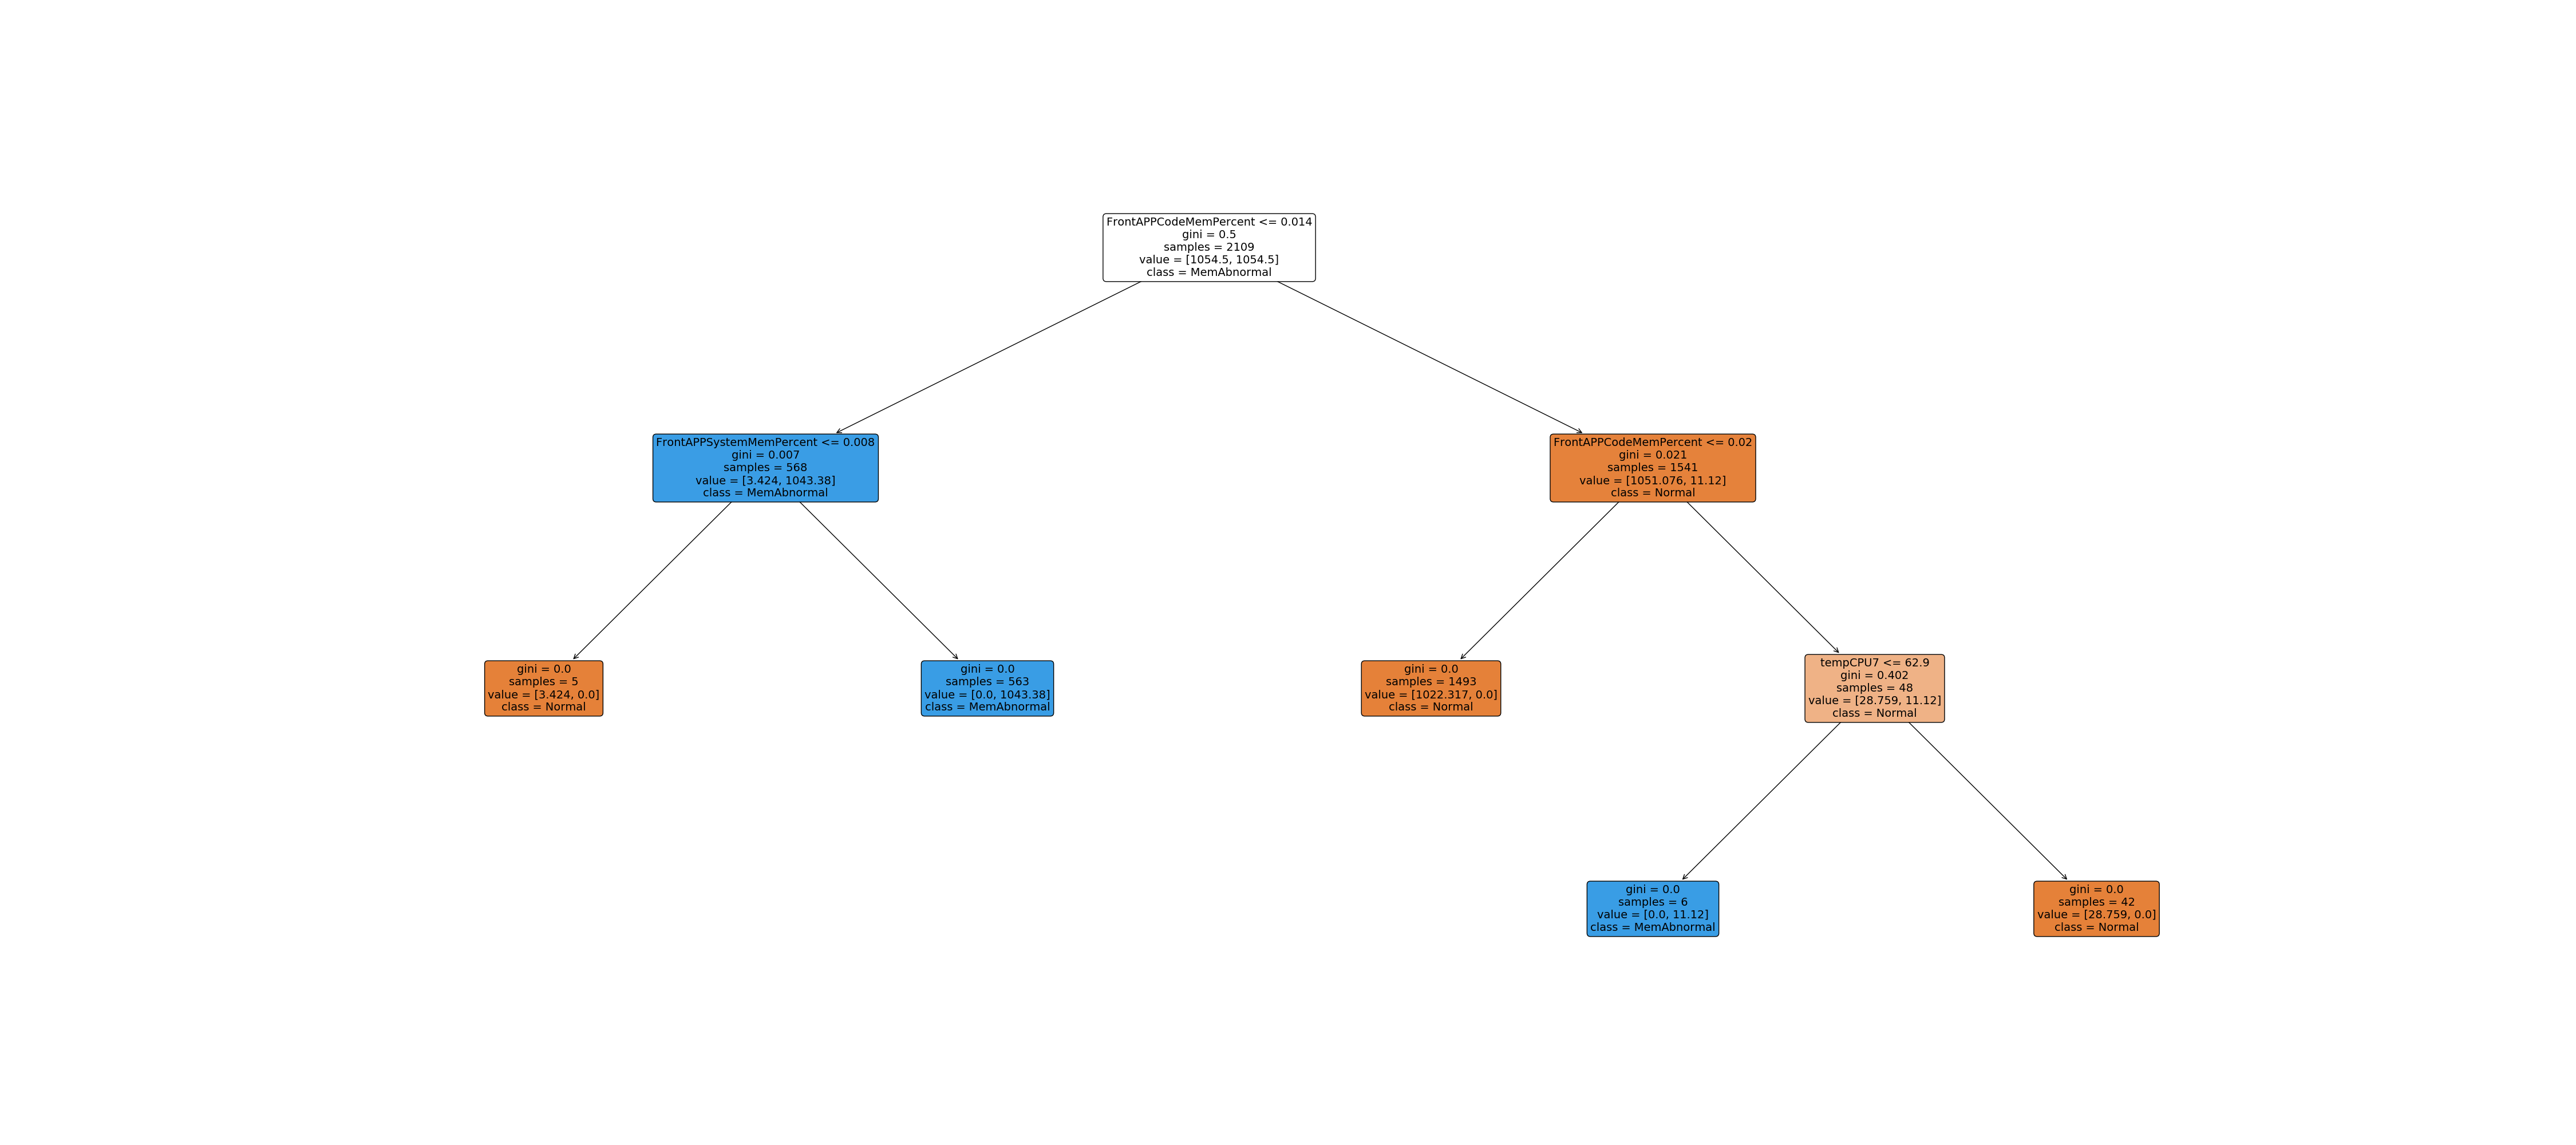 FrontAPPCodeMemPercent <= 0.014
gini = 0.5
samples = 2109
value = [1054.5, 1054.5]
class = MemAbnormal
FrontAPPSystemMemPercent <= 0.008
gini = 0.007
samples = 568
value = [3.424, 1043.38]
class = MemAbnormal
FrontAPPCodeMemPercent <= 0.02
gini = 0.021
samples = 1541
value = [1051.076, 11.12]
class = Normal
gini = 0.0
samples = 5
value = [3.424, 0.0]
class = Normal
gini = 0.0
samples = 563
value = [0.0, 1043.38]
class = MemAbnormal
gini = 0.0
samples = 1493
value = [1022.317, 0.0]
class = Normal
tempCPU7 <= 62.9
gini = 0.402
samples = 48
value = [28.759, 11.12]
class = Normal
gini = 0.0
samples = 6
value = [0.0, 11.12]
class = MemAbnormal
gini = 0.0
samples = 42
value = [28.759, 0.0]
class = Normal